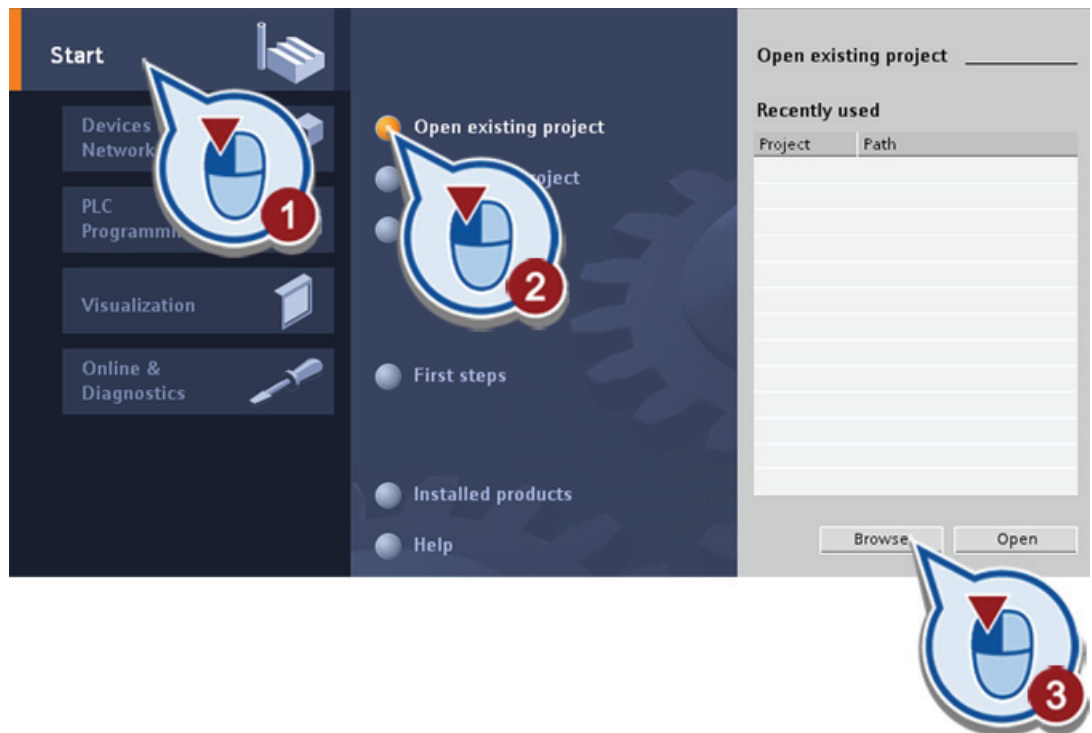 Start
Devices
Network
PLC
Programm
Visualization
Online &
Diagnostics
Open existing project
oject
First steps
Installed products
Help
Open existing project
Recently used
Project Path
Browse Open
1
2
3